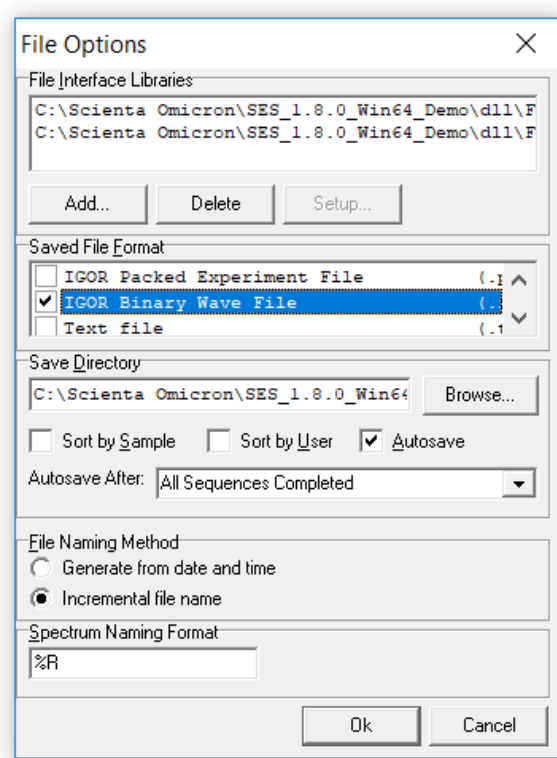 File Options
File Interface Libraries
C:\Scienta Omicron\SES_1.8.0_Win64_Demo\dll\F
C:\Scienta Omicron\SES_1.8.0_Win64_Demo\dll\F
Add... Delete Setup...
Saved File Format
IGOR Packed Experiment File (.p
IGOR Binary Wave File (.
Text file (.t
Save Directory
C:\Scienta Omicron\SES_1.8.0_Win64 Browse...
Sort by Sample Sort by User Autosave
Autosave After: All Sequences Completed
File Naming Method
Generate from date and time
Incremental file name
Spectrum Naming Format
%R
Ok Cancel